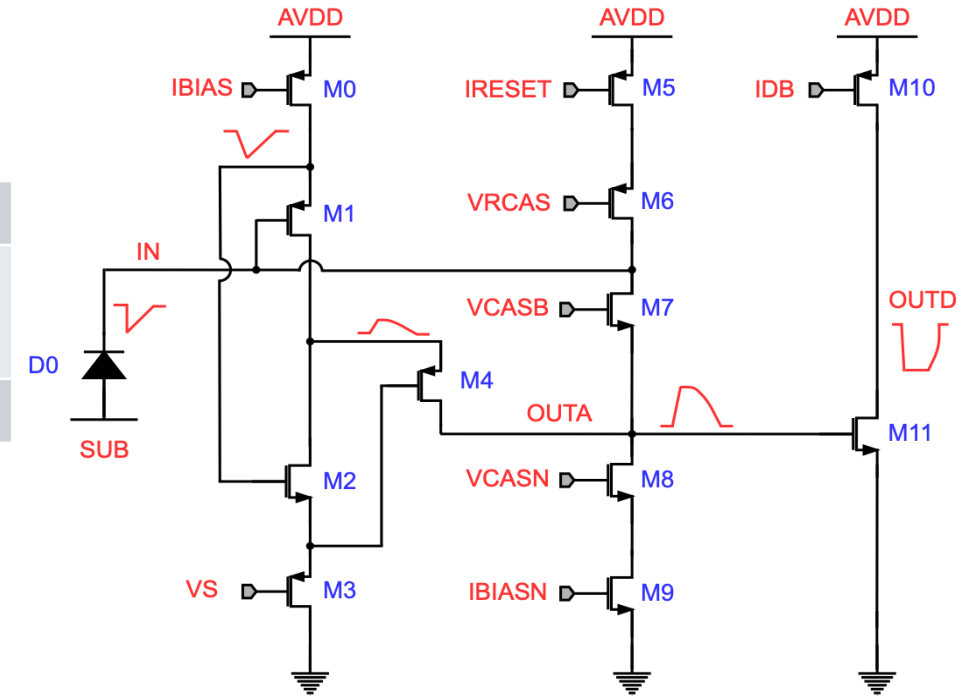 AVDD AVDD AVDD
IBIAS M0 IRESET M5 IDB M10
VRCAS M6
M1
IN
VCASB M7 OUTD
D0 M4
OUTA M11
SUB
VCASN M8
M2
VS M3 IBIASN M9